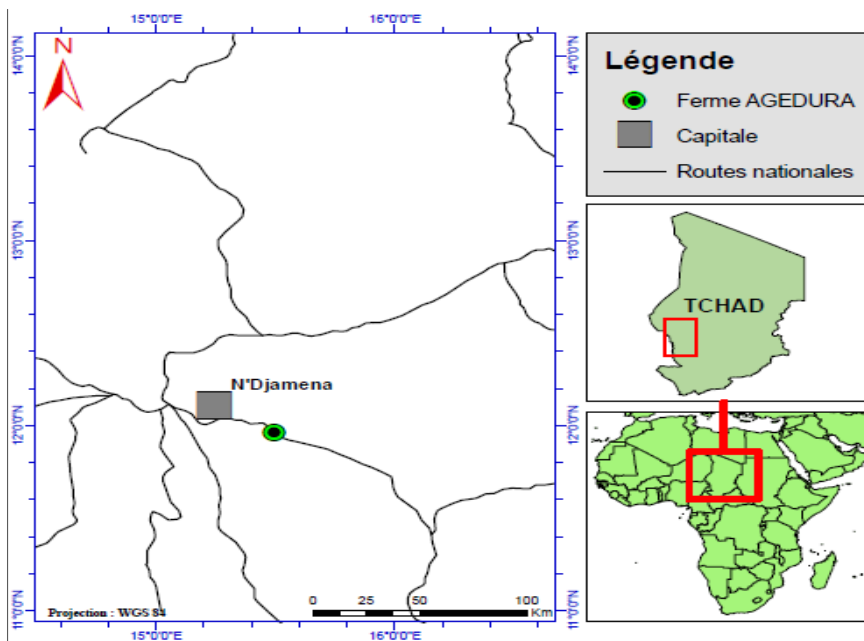 15°0'0"E 16°0'0"E
N
14°0'0"N 14°0'0"N
13°0'0"N 13°0'0"N
N'Djamena
12°0'0"N 12°0'0"N
11°0'0"N 11°0'0"N
Projection : WGS 84
0 25 50 100
Km
15°0'0"E 16°0'0"E
Légende
Ferme AGEDURA
Capitale
Routes nationales
TCHAD